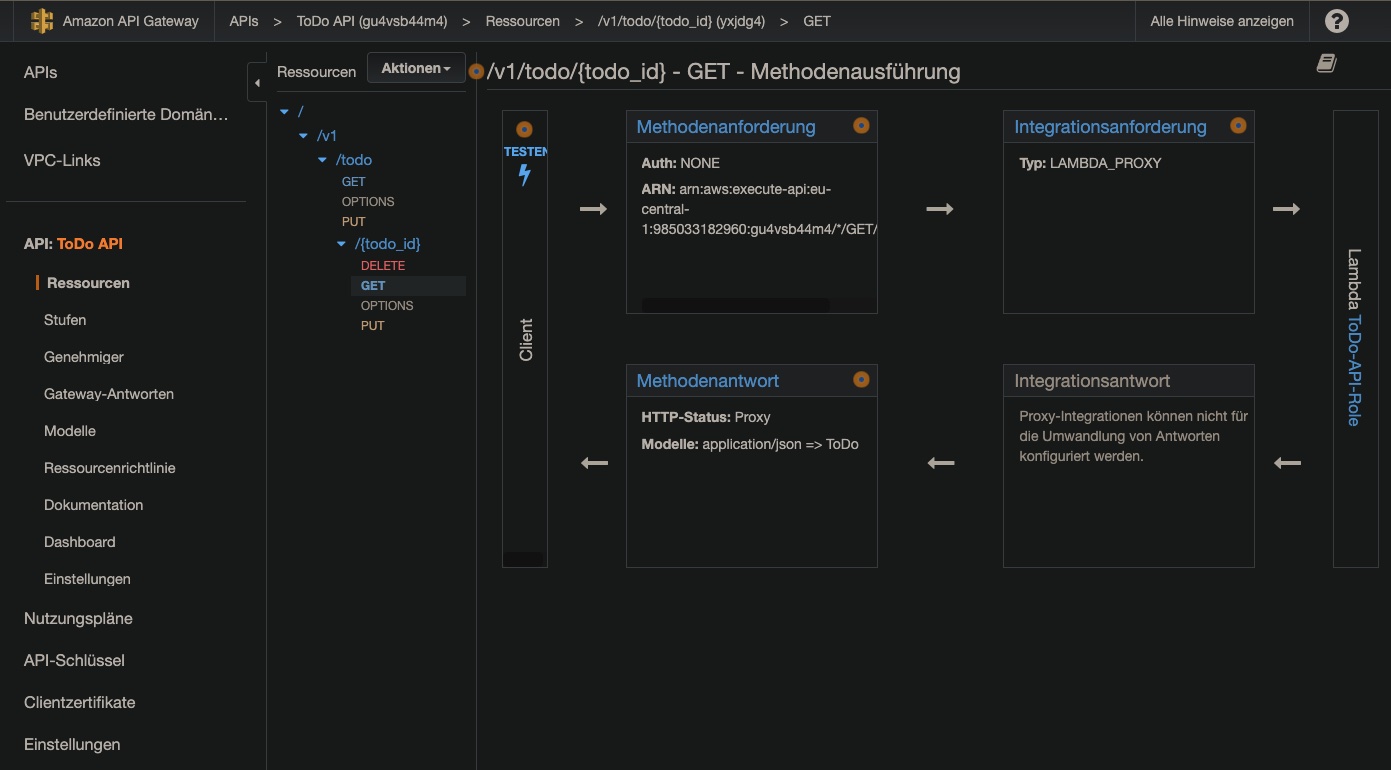 Amazon API Gateway
APIs > ToDo API (gu4vsb44m4) > Ressourcen > /v1/todo/{todo_id} (yxjdg4) > GET
Alle Hinweise anzeigen
?
APIs
Benutzerdefinierte Domän…
VPC-Links
API: ToDo API
Ressourcen
Stufen
Genehmiger
Gateway-Antworten
Modelle
Ressourcenrichtlinie
Dokumentation
Dashboard
Einstellungen
Nutzungspläne
API-Schlüssel
Clientzertifikate
Einstellungen
Ressourcen
Aktionen
/
/v1
/todo
GET
OPTIONS
PUT
/{todo_id}
DELETE
GET
OPTIONS
PUT
/v1/todo/{todo_id} - GET - Methodenausführung
TESTEN
Client
Methodenanforderung
Auth: NONE
ARN: arn:aws:execute-api:eu-
central-
1:985033182960:gu4vsb44m4/*/GET/
Integrationsanforderung
Typ: LAMBDA_PROXY
Lambda ToDo-API-Role
Methodenantwort
HTTP-Status: Proxy
Modelle: application/json => ToDo
Integrationsantwort
Proxy-Integrationen können nicht für
die Umwandlung von Antworten
konfiguriert werden.